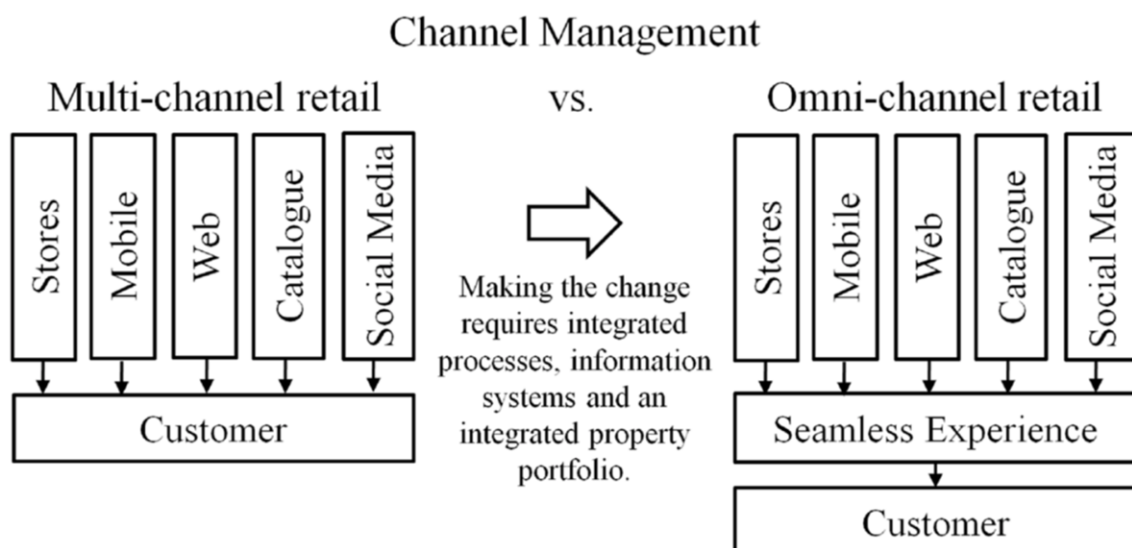 Channel Management
Multi-channel retail
vs.
Omni-channel retail
Stores
Mobile
Web
Catalogue
Social Media
Customer
Making the change
requires integrated
processes, information
systems and an
integrated property
portfolio.
Stores
Mobile
Web
Catalogue
Social Media
Seamless Experience
Customer